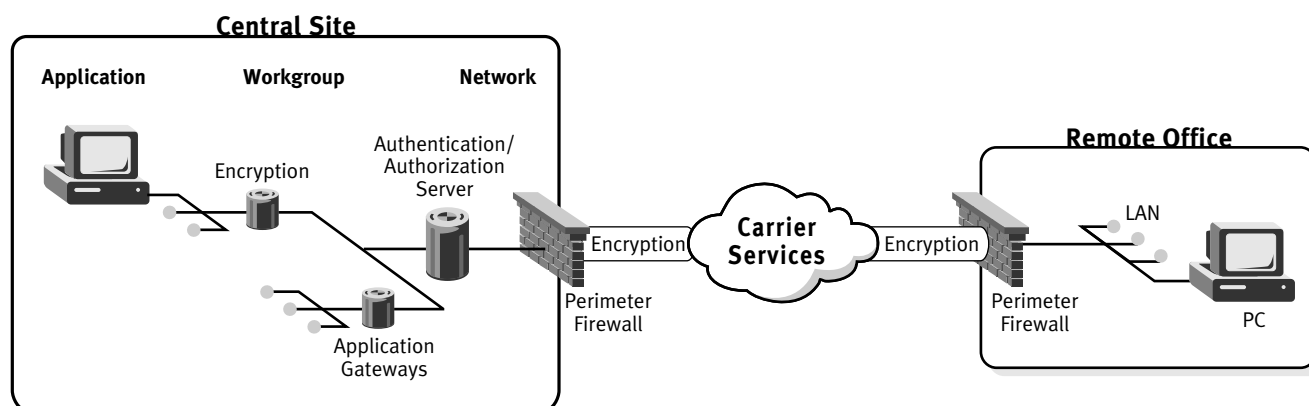 Central Site
Application
Workgroup
Network
Authentication/
Authorization
Server
Encryption
Application
Gateways
Perimeter
Firewall
Encryption
Carrier
Services
Encryption
Remote Office
LAN
Perimeter
Firewall
PC